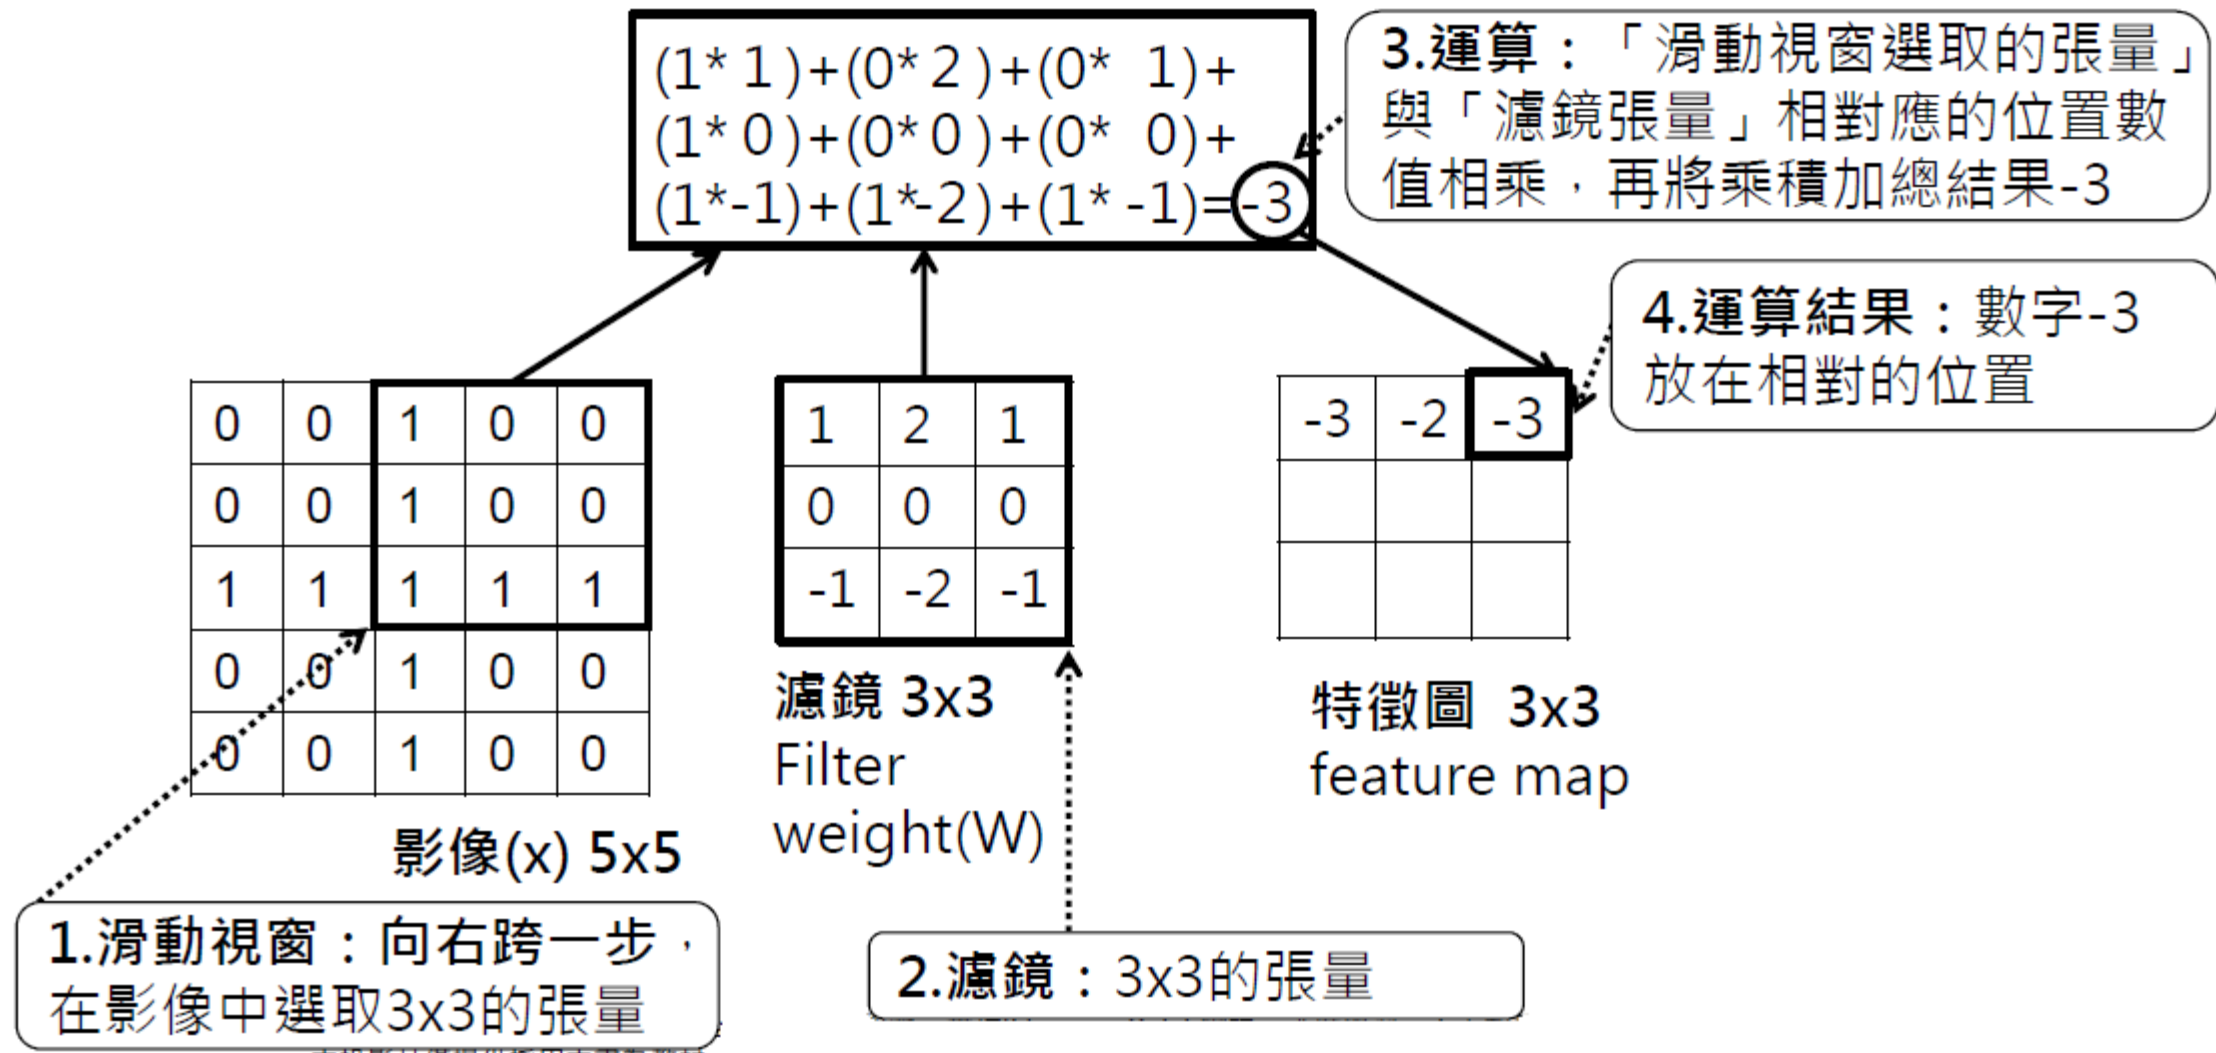 (1* 1 )+(0* 2 )+(0* 1)+
(1* 0 )+(0* 0 )+(0* 0)+
(1*-1)+(1*-2)+(1* -1)=-3
3.運算：「滑動視窗選取的張量」
與「濾鏡張量」相對應的位置數
值相乘，再將乘積加總結果-3
4.運算結果：數字-3
放在相對的位置
0 0 1 0 0
0 0 1 0 0
1 1 1 1 1
0 0 1 0 0
0 0 1 0 0
影像(x) 5x5
1 2 1
0 0 0
-1 -2 -1
濾鏡 3x3
Filter
weight(W)
-3 -2 -3
特徵圖 3x3
feature map
1.滑動視窗：向右跨一步，
在影像中選取3x3的張量
2.濾鏡：3x3的張量